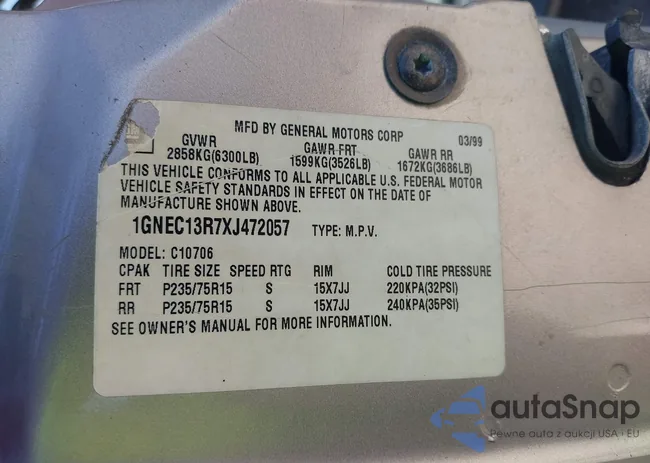 MFD BY GENERAL MOTORS CORP 03/99
GVWR GAWR FRT GAWR RR
2858KG(6300LB) 1599KG(3526LB) 1672KG(3686LB)
THIS VEHICLE CONFORMS TO ALL APPLICABLE U.S. FEDERAL MOTOR
VEHICLE SAFETY STANDARDS IN EFFECT ON THE DATE OF
MANUFACTURE SHOWN ABOVE.
1GNEC13R7XJ472057 TYPE: M.P.V.
MODEL: C10706
CPAK TIRE SIZE SPEED RTG RIM COLD TIRE PRESSURE
FRT P235/75R15 S 15X7JJ 220KPA(32PSI)
RR P235/75R15 S 15X7JJ 240KPA(35PSI)
SEE OWNER'S MANUAL FOR MORE INFORMATION.
autaSnap
Pewne auta z aukcji USA i EU